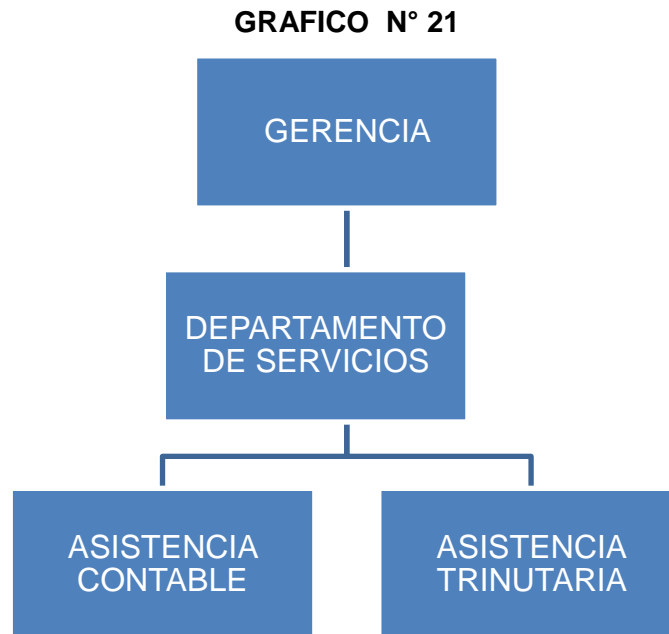 GRAFICO N° 21
GERENCIA
DEPARTAMENTO
DE SERVICIOS
ASISTENCIA
CONTABLE
ASISTENCIA
TRINUTARIA